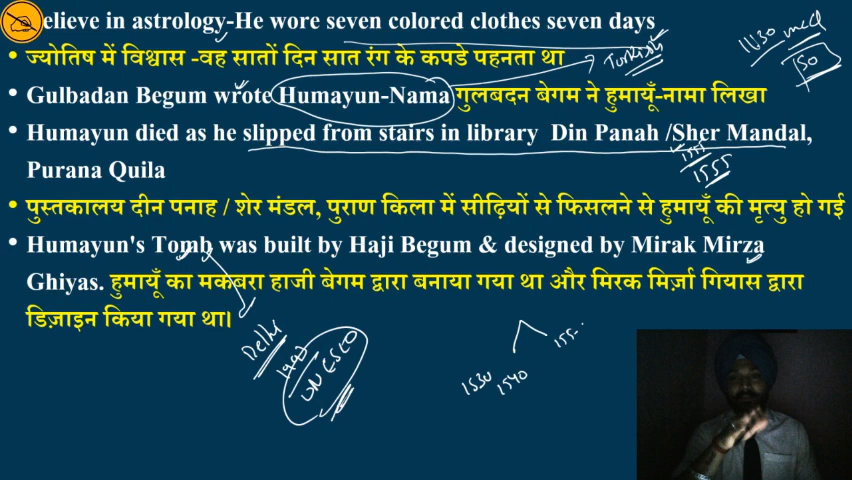 elieve in astrology-He wore seven colored clothes seven days
• ज्योतिष में विश्वास -वह सातों दिन सात रंग के कपडे पहनता था
• Gulbadan Begum wrote Humayun-Nama गुलबदन बेगम ने हुमायूँ-नामा लिखा
• Humayun died as he slipped from stairs in library Din Panah /Sher Mandal,
Purana Quila
• पुस्तकालय दीन पनाह / शेर मंडल, पुराण किला में सीढ़ियों से फिसलने से हुमायूँ की मृत्यु हो गई
• Humayun's Tomb was built by Haji Begum & designed by Mirak Mirza
Ghiyas. हुमायूँ का मकबरा हाजी बेगम द्वारा बनाया गया था और मिरक मिर्ज़ा गियास द्वारा
डिज़ाइन किया गया था।
Turkish
1555
Delhi
UNESCO
1530
1540